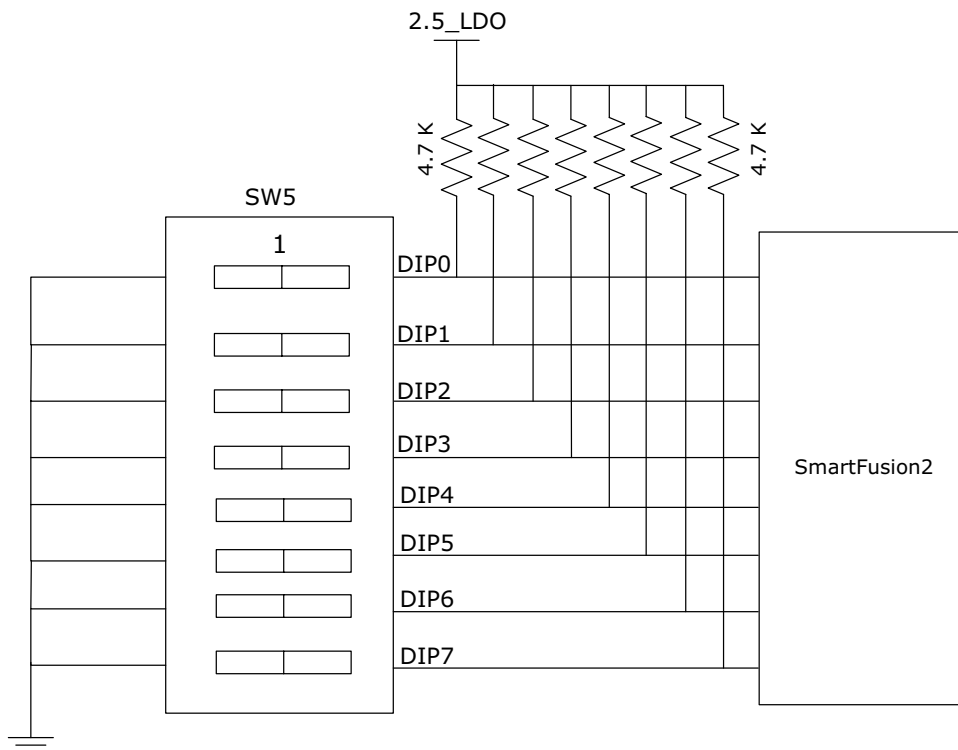 2.5_LDO
4.7 K
4.7 K
SW5
1
DIP0
DIP1
DIP2
DIP3
SmartFusion2
DIP4
DIP5
DIP6
DIP7